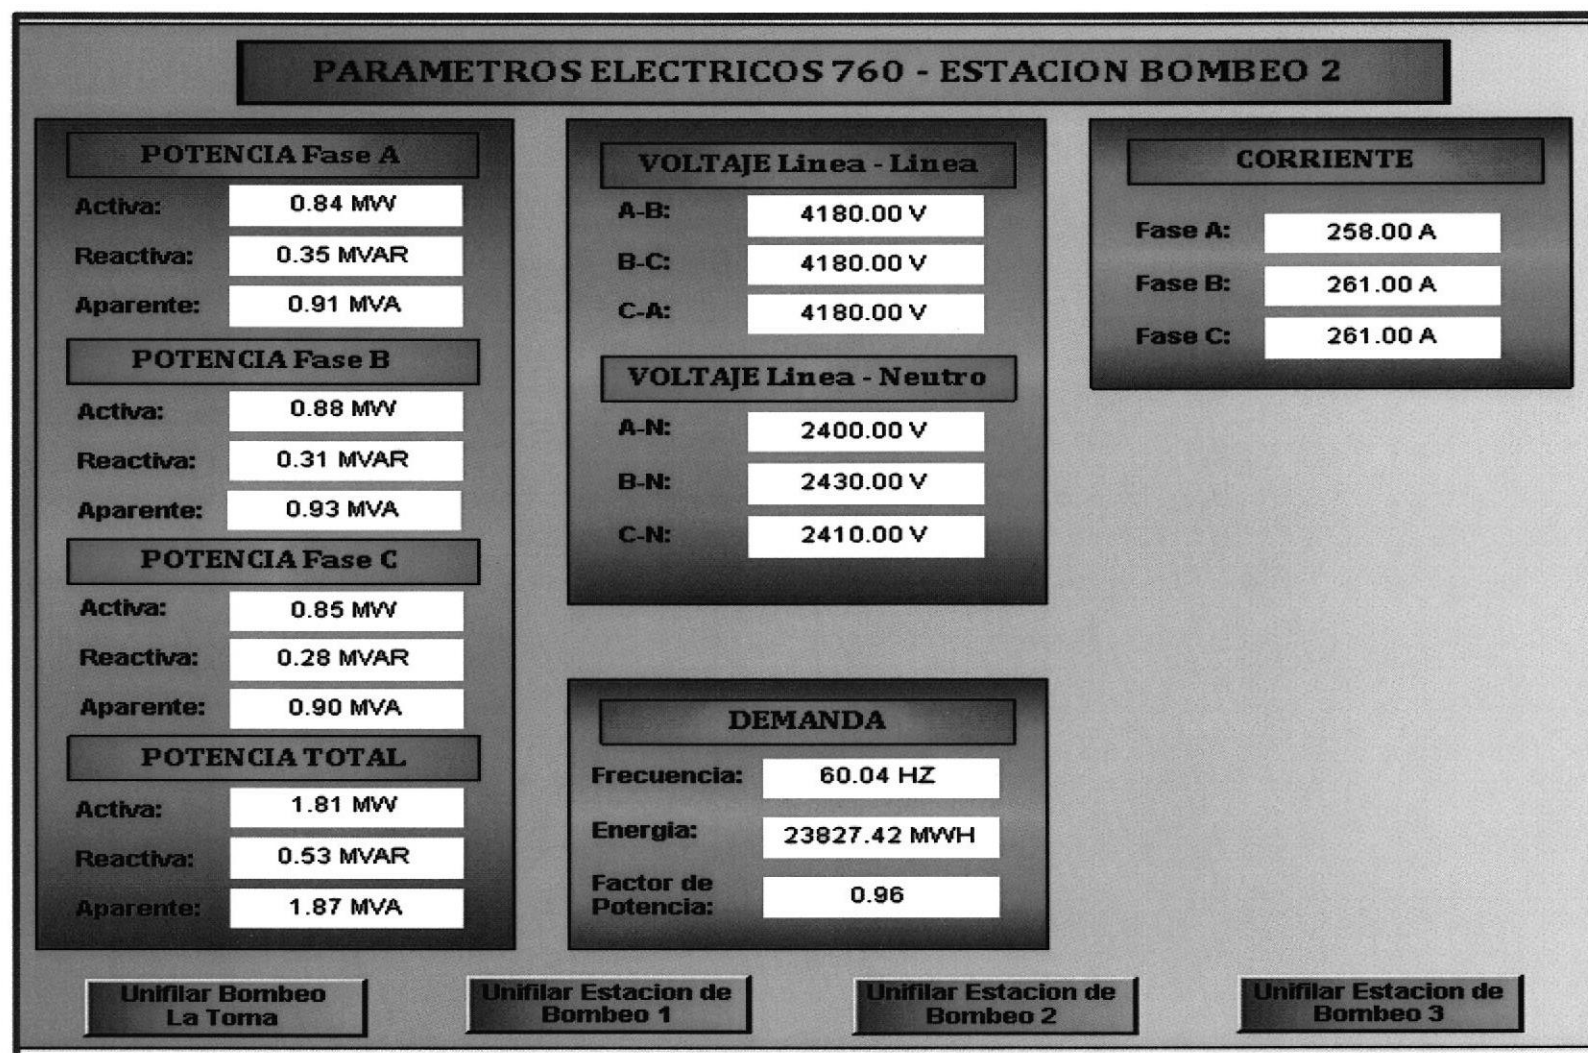 PARAMETROS ELECTRICOS 760 - ESTACION BOMBEO 2
POTENCIA Fase A
Activa: 0.84 MW
Reactiva: 0.35 MVAR
Aparente: 0.91 MVA
POTENCIA Fase B
Activa: 0.88 MW
Reactiva: 0.31 MVAR
Aparente: 0.93 MVA
POTENCIA Fase C
Activa: 0.85 MW
Reactiva: 0.28 MVAR
Aparente: 0.90 MVA
POTENCIA TOTAL
Activa: 1.81 MW
Reactiva: 0.53 MVAR
Aparente: 1.87 MVA
VOLTAJE Linea - Linea
A-B: 4180.00 V
B-C: 4180.00 V
C-A: 4180.00 V
VOLTAJE Linea - Neutro
A-N: 2400.00 V
B-N: 2430.00 V
C-N: 2410.00 V
DEMANDA
Frecuencia: 60.04 HZ
Energia: 23827.42 MWH
Factor de
Potencia: 0.96
CORRIENTE
Fase A: 258.00 A
Fase B: 261.00 A
Fase C: 261.00 A
Unifilar Bombeo
La Toma
Unifilar Estacion de
Bombeo 1
Unifilar Estacion de
Bombeo 2
Unifilar Estacion de
Bombeo 3